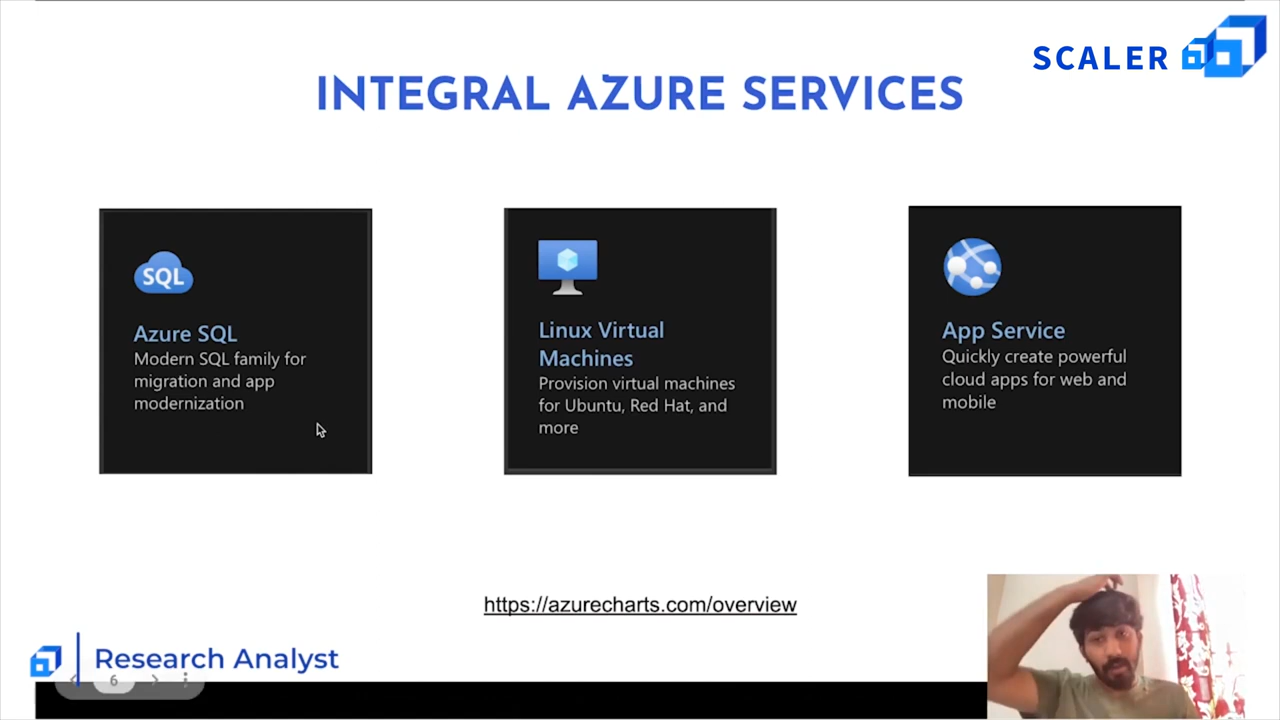 SCALER
INTEGRAL AZURE SERVICES
SQL
Azure SQL
Modern SQL family for
migration and app
modernization
Linux Virtual
Machines
Provision virtual machines
for Ubuntu, Red Hat, and
more
App Service
Quickly create powerful
cloud apps for web and
mobile
https://azurecharts.com/overview
Research Analyst
6